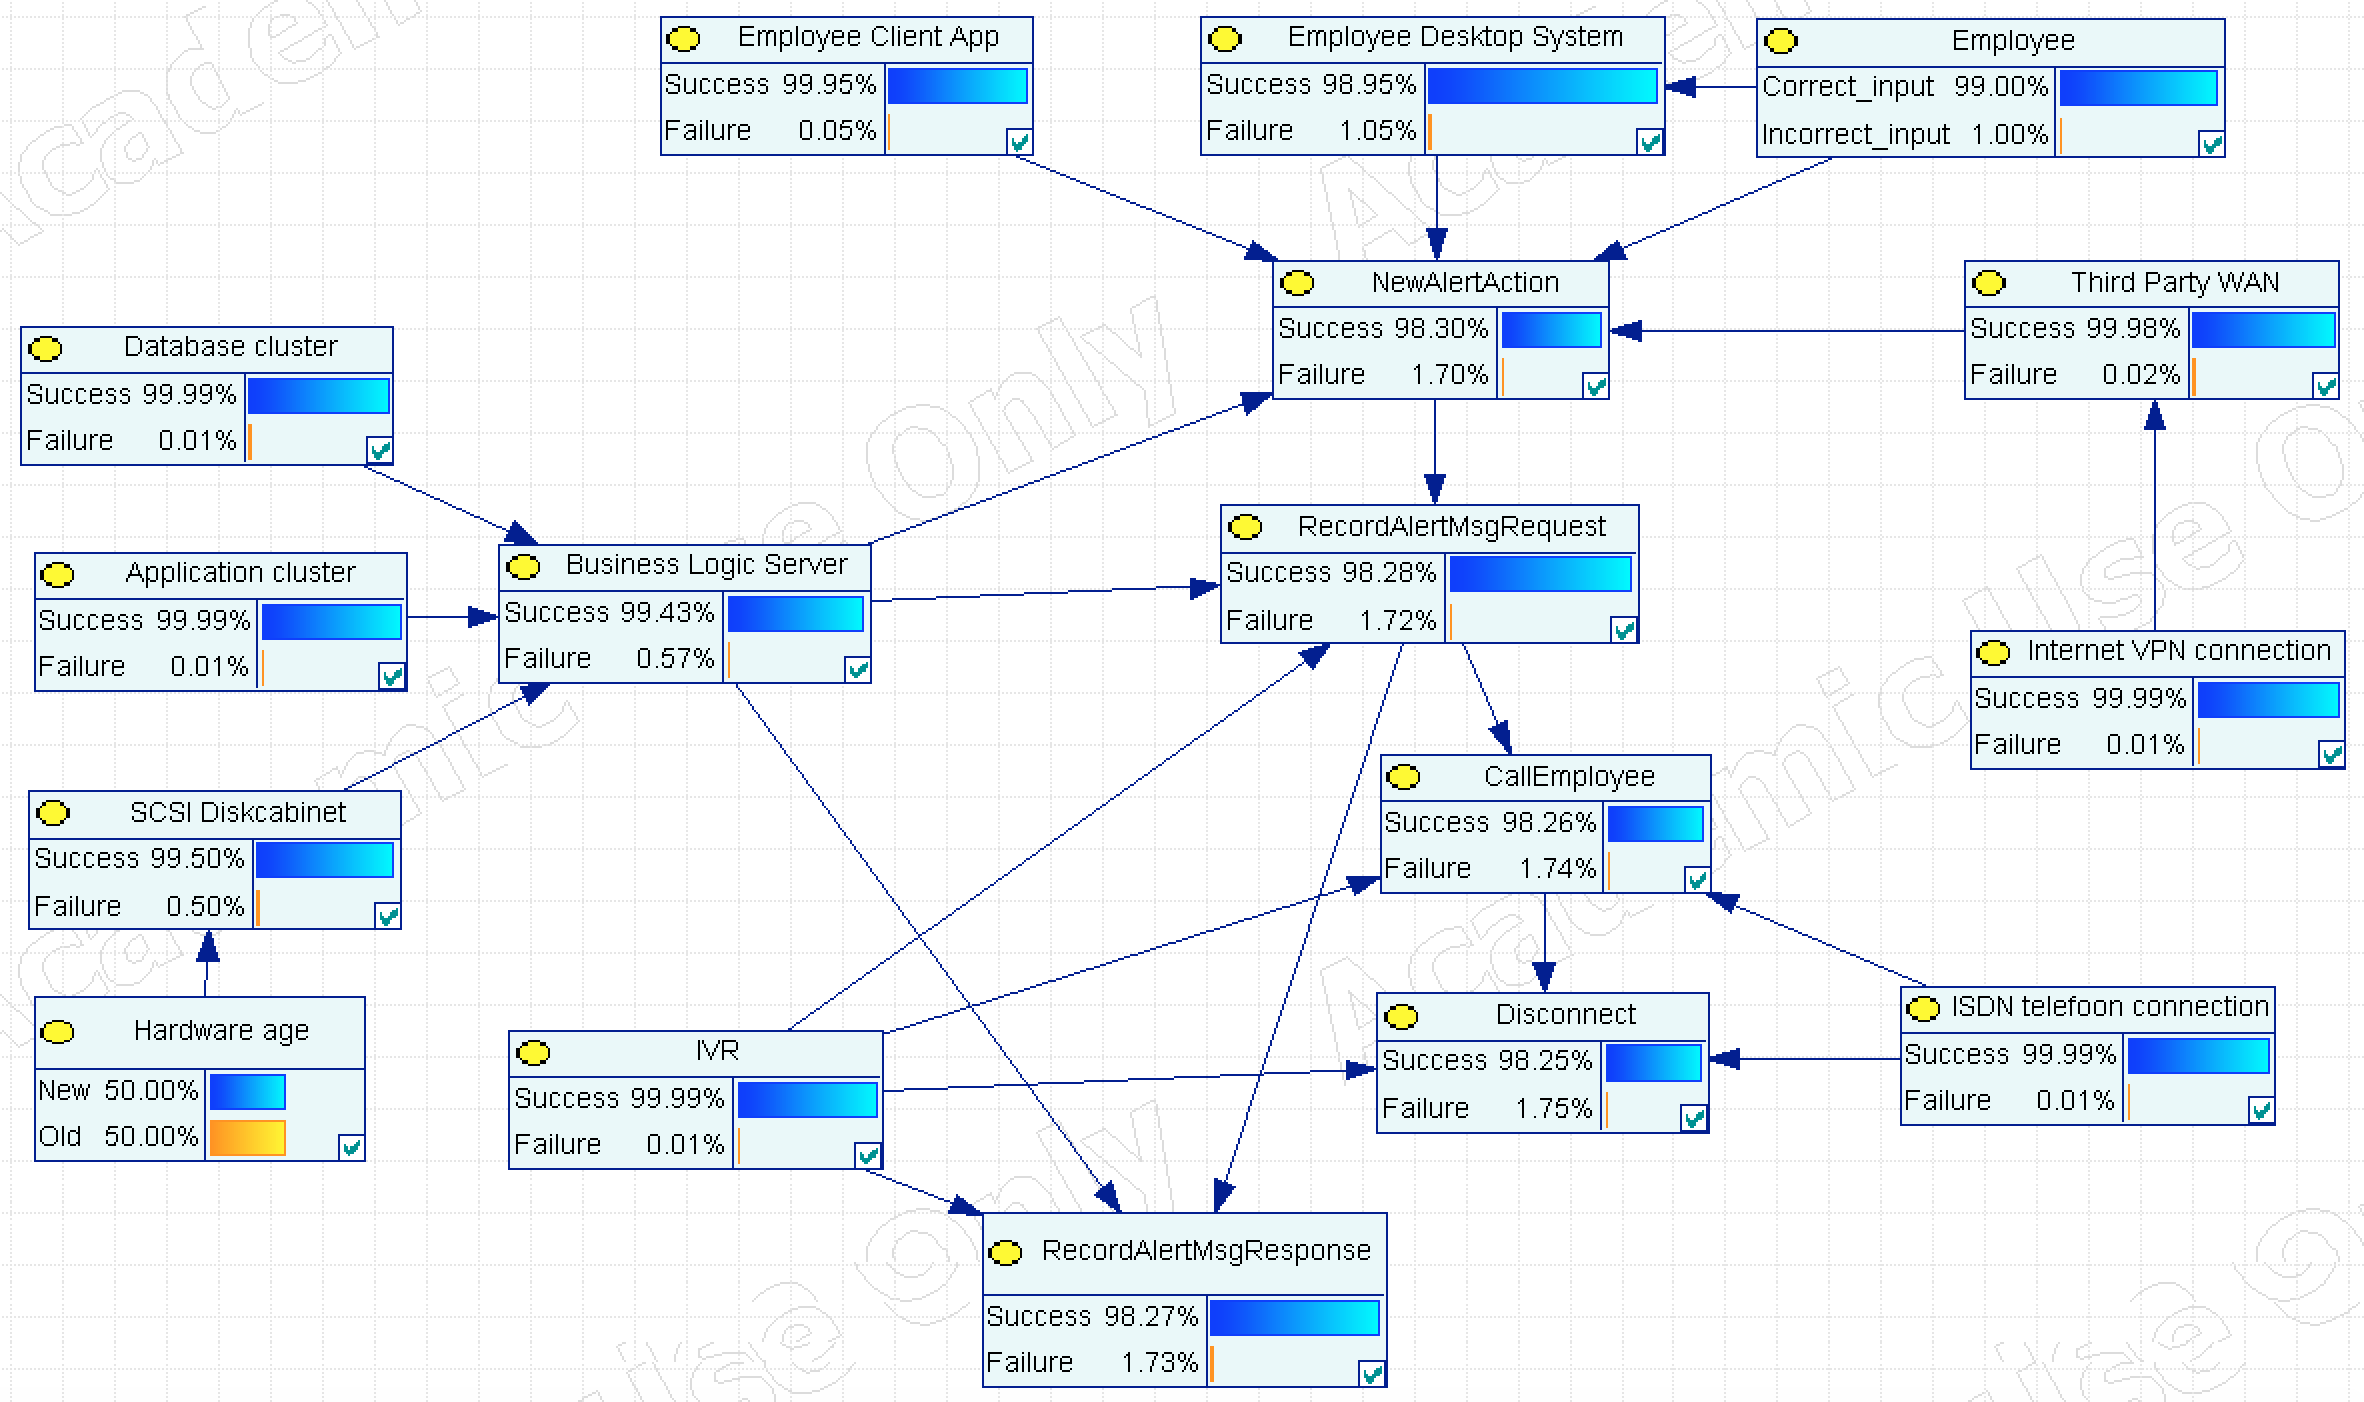 Employee Client App
Success 99.95%
Failure 0.05%
Employee Desktop System
Success 98.95%
Failure 1.05%
Employee
Correct_input 99.00%
Incorrect_input 1.00%
NewAlertAction
Success 98.30%
Failure 1.70%
Third Party WAN
Success 99.98%
Failure 0.02%
Database cluster
Success 99.99%
Failure 0.01%
Application cluster
Success 99.99%
Failure 0.01%
Business Logic Server
Success 99.43%
Failure 0.57%
RecordAlertMsgRequest
Success 98.28%
Failure 1.72%
Internet VPN connection
Success 99.99%
Failure 0.01%
SCSI Diskcabinet
Success 99.50%
Failure 0.50%
CallEmployee
Success 98.26%
Failure 1.74%
Hardware age
New 50.00%
Old 50.00%
IVR
Success 99.99%
Failure 0.01%
Disconnect
Success 98.25%
Failure 1.75%
ISDN telefoon connection
Success 99.99%
Failure 0.01%
RecordAlertMsgResponse
Success 98.27%
Failure 1.73%